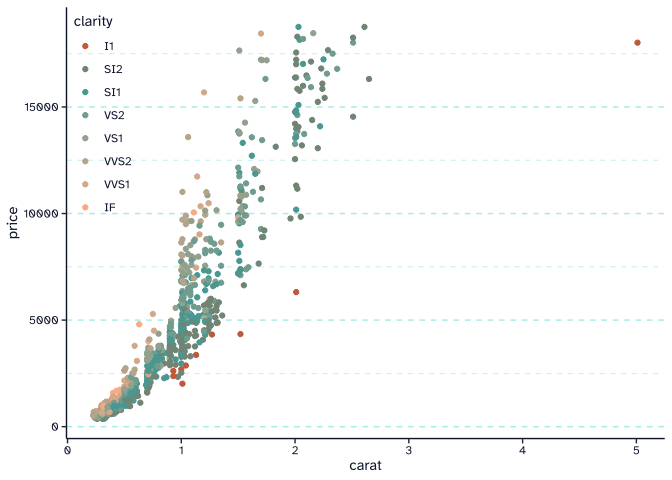 clarity
I1
SI2
SI1
VS2
VS1
VVS2
VVS1
IF
price
15000
10000
5000
0
0 1 2 3 4 5
carat